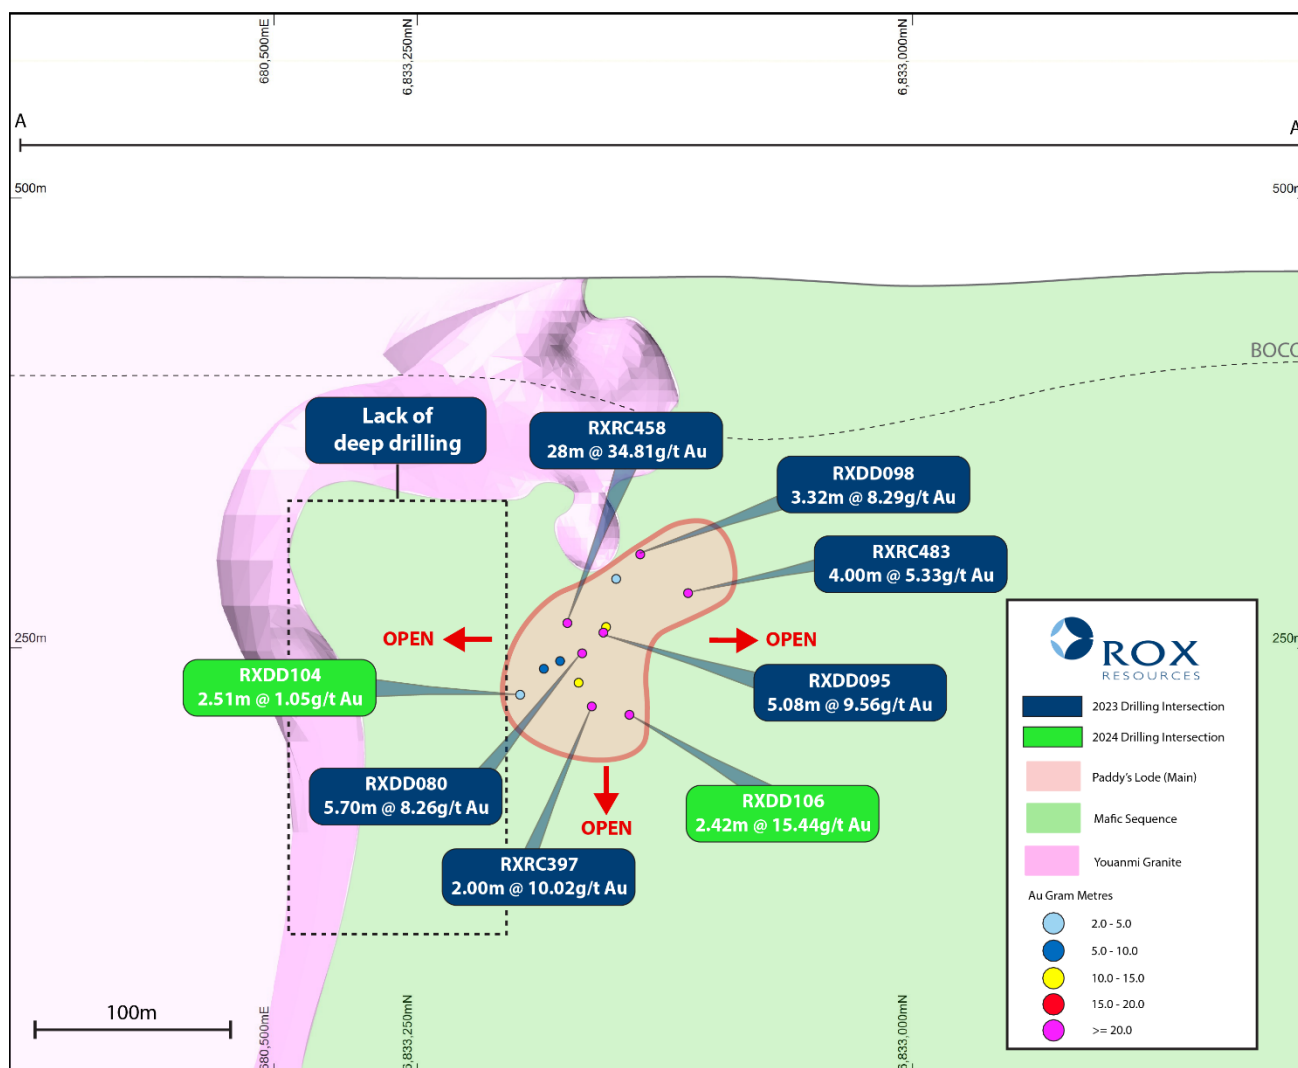 680,500mE
6,833,250mN
6,833,000mN
A
A
500m
500m
BOCO
Lack of
deep drilling
RXRC458
28m @ 34.81g/t Au
RXDD098
3.32m @ 8.29g/t Au
RXRC483
4.00m @ 5.33g/t Au
250m
250m
OPEN
OPEN
RXDD104
2.51m @ 1.05g/t Au
RXDD095
5.08m @ 9.56g/t Au
RXDD080
5.70m @ 8.26g/t Au
RXDD106
2.42m @ 15.44g/t Au
OPEN
RXRC397
2.00m @ 10.02g/t Au
ROX
RESOURCES
2023 Drilling Intersection
2024 Drilling Intersection
Paddy's Lode (Main)
Mafic Sequence
Youanmi Granite
Au Gram Metres
2.0 - 5.0
5.0 - 10.0
10.0 - 15.0
15.0 - 20.0
>= 20.0
100m
680,500mE
6,833,250mN
6,833,000mN